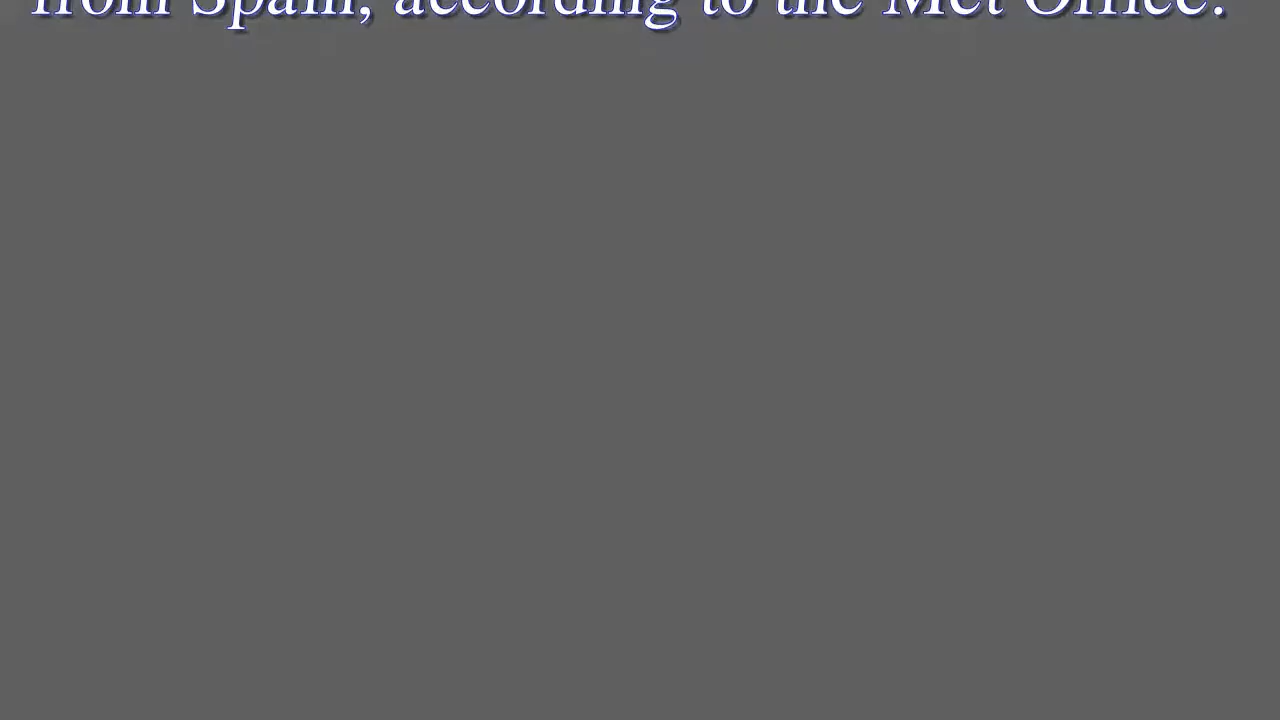 from Spain, according to the Met Office.